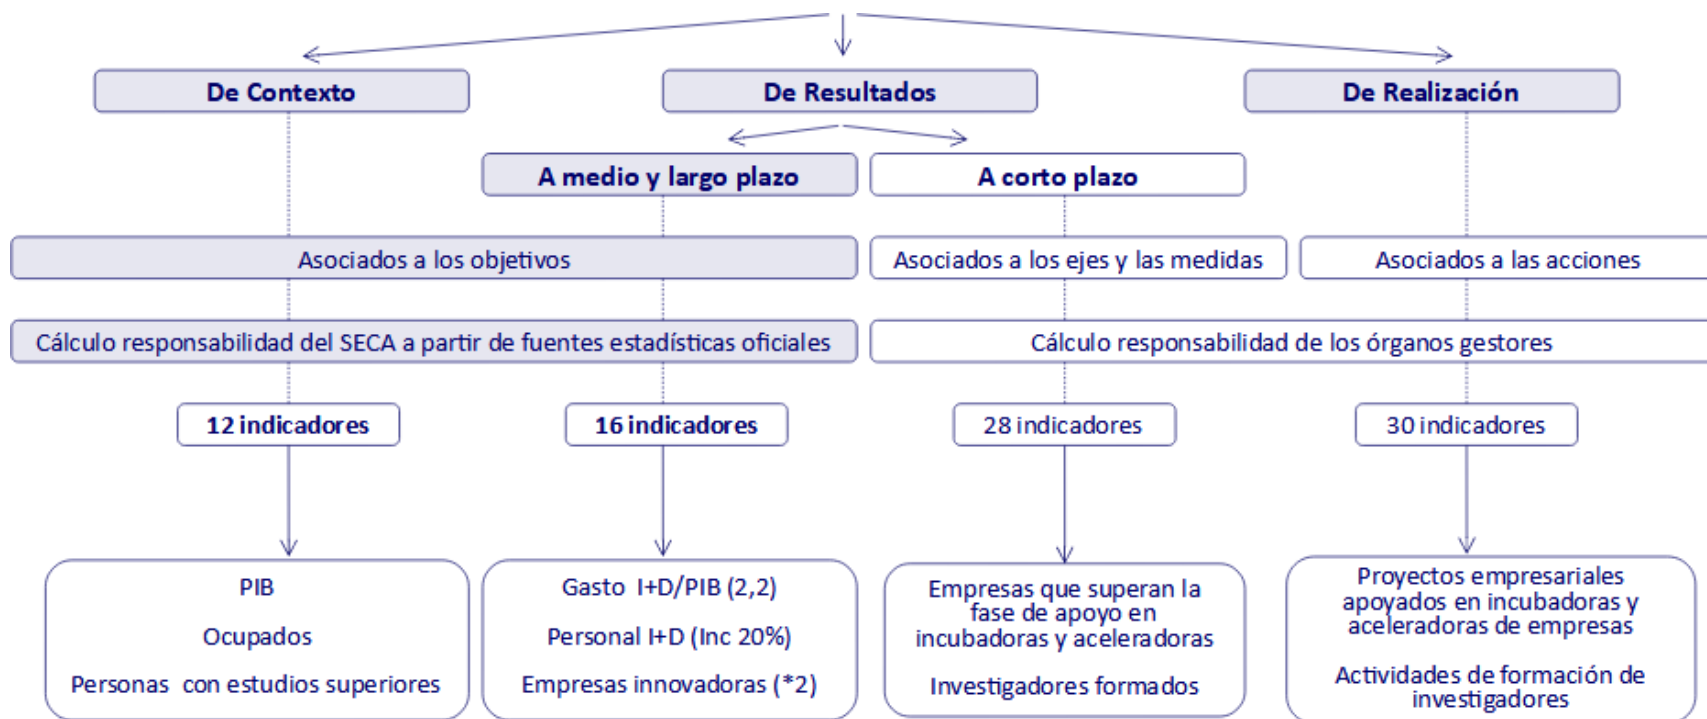 De Contexto
De Resultados
De Realización
A medio y largo plazo
A corto plazo
Asociados a los objetivos
Asociados a los ejes y las medidas
Asociados a las acciones
Cálculo responsabilidad del SECA a partir de fuentes estadísticas oficiales
Cálculo responsabilidad de los órganos gestores
12 indicadores
16 indicadores
28 indicadores
30 indicadores
PIB
Ocupados
Personas con estudios superiores
Gasto I+D/PIB (2,2)
Personal I+D (Inc 20%)
Empresas innovadoras (*2)
Empresas que superan la
fase de apoyo en
incubadoras y aceleradoras
Investigadores formados
Proyectos empresariales
apoyados en incubadoras y
aceleradoras de empresas
Actividades de formación de
investigadores